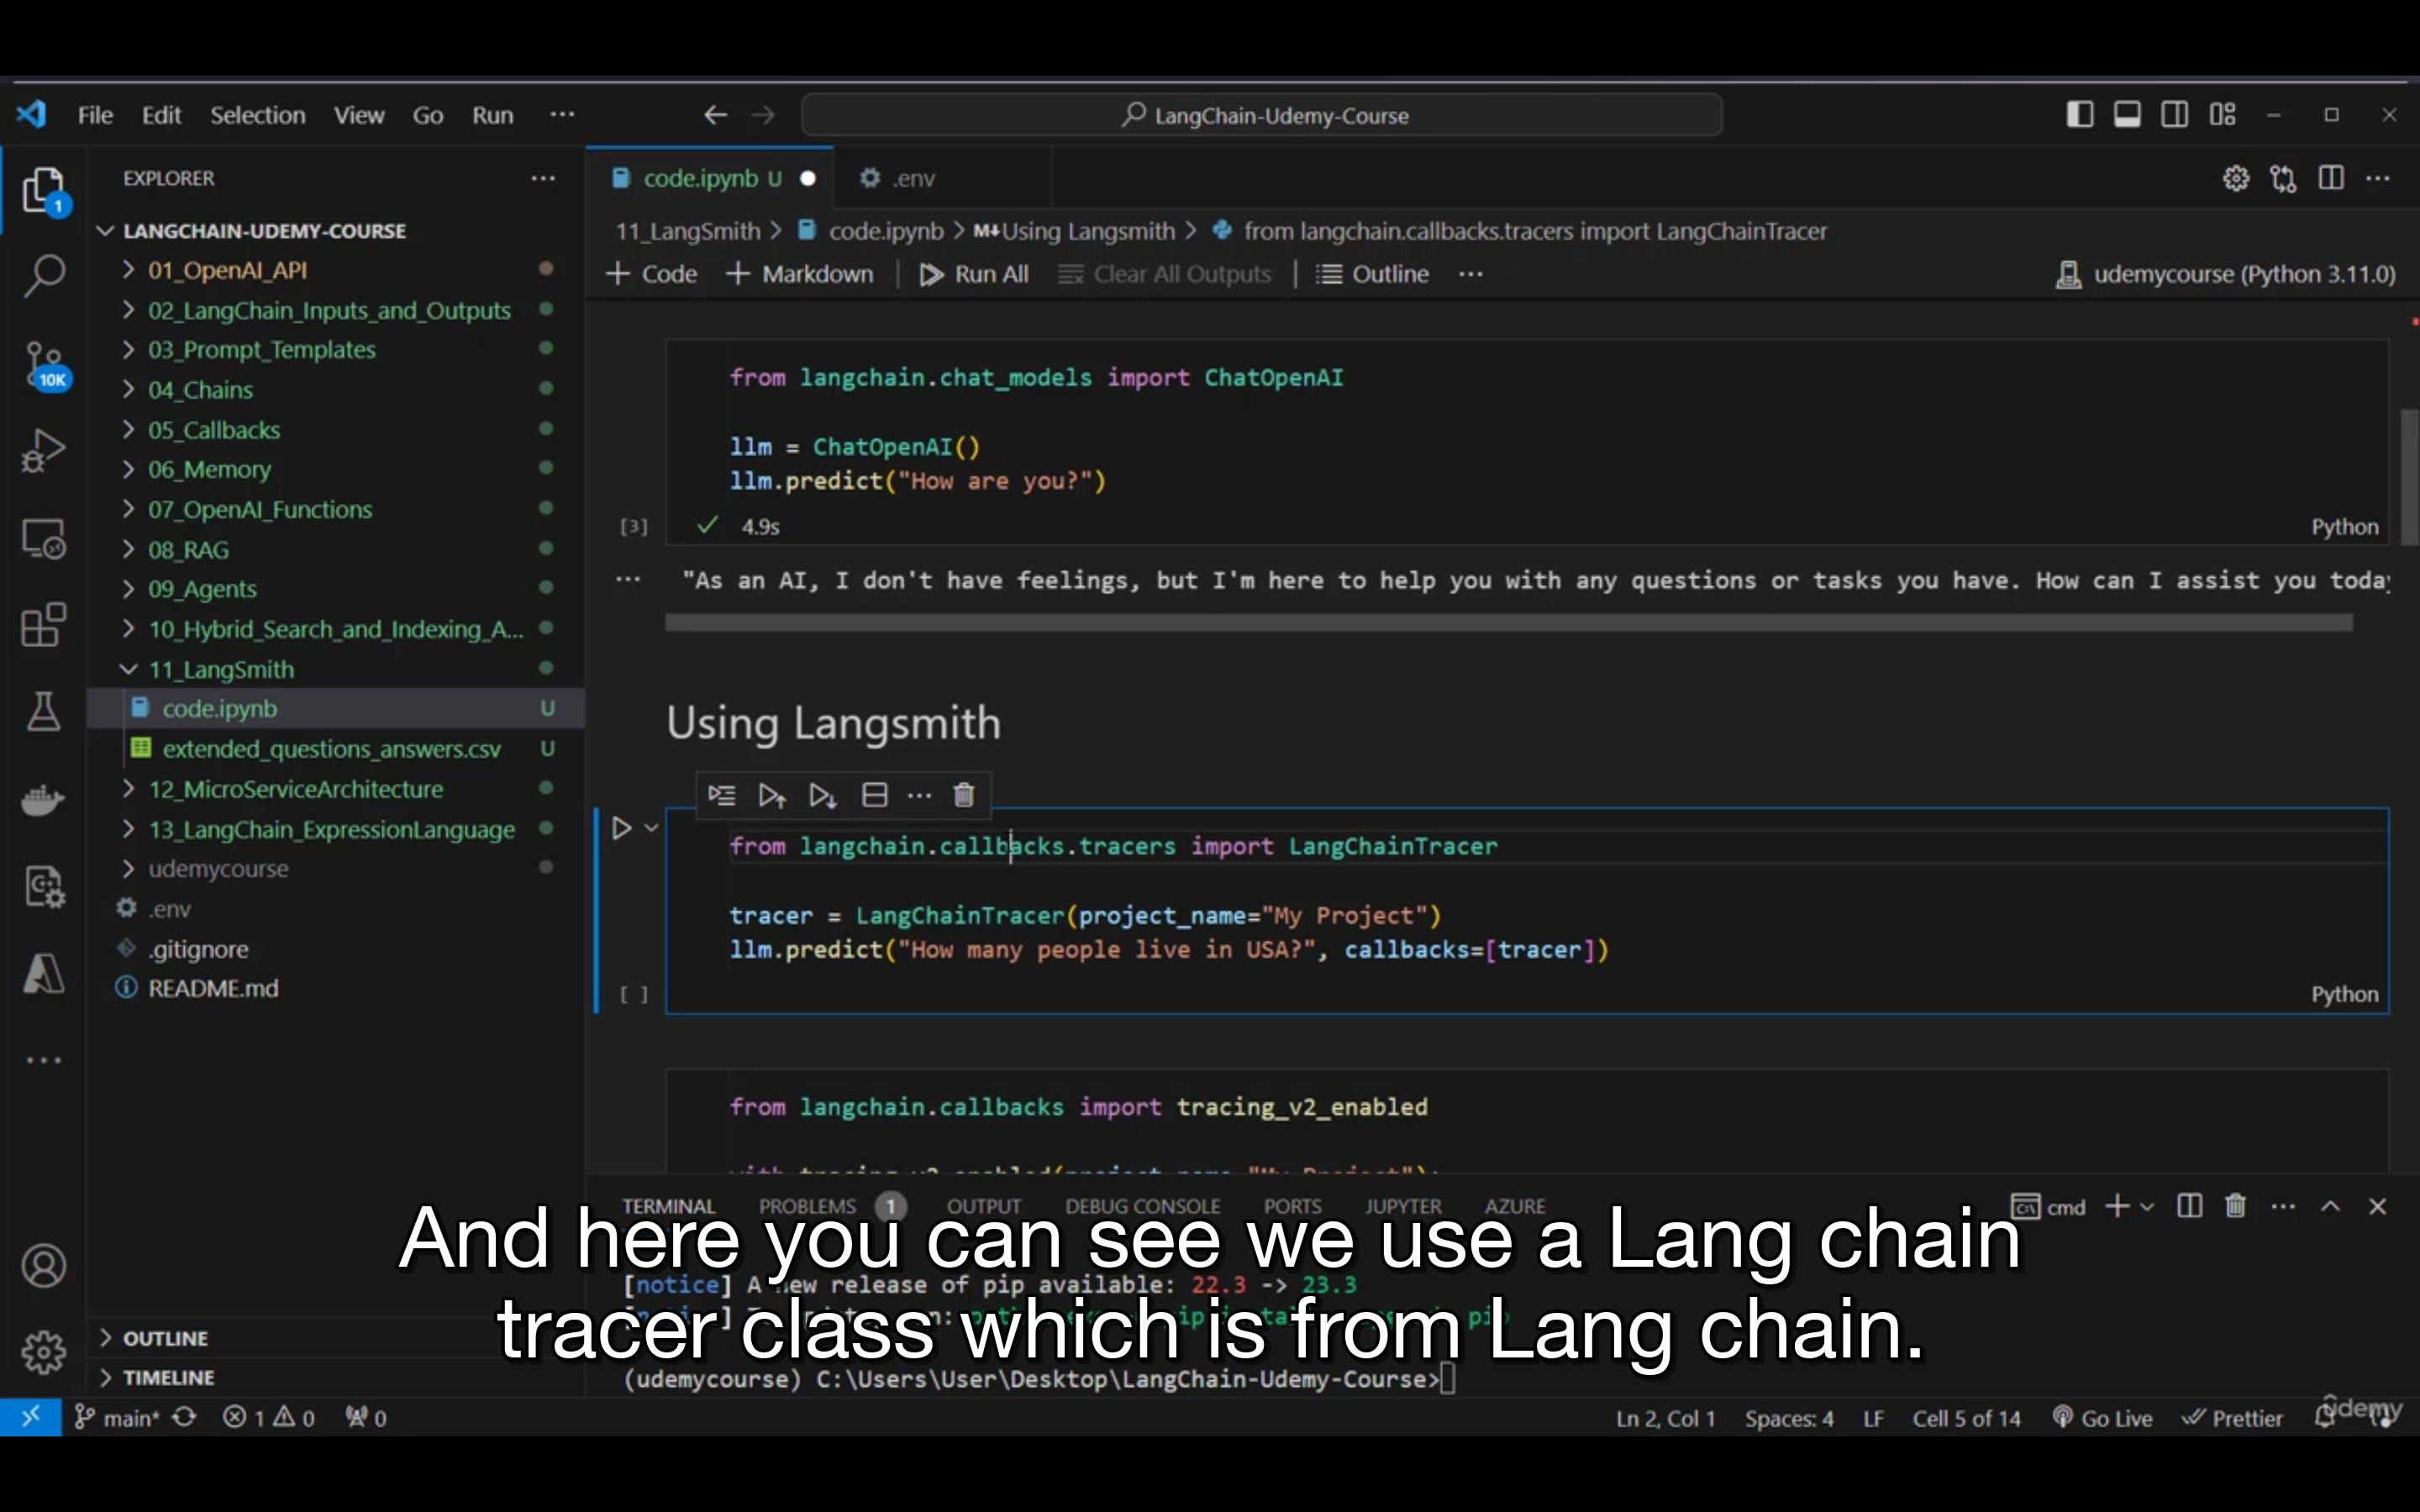 File Edit Selection View Go Run ···
LangChain-Udemy-Course
EXPLORER
1
10K
LANGCHAIN-UDEMY-COURSE
01_OpenAI_API
02_LangChain_Inputs_and_Outputs
03_Prompt_Templates
04_Chains
05_Callbacks
06_Memory
07_OpenAI_Functions
08_RAG
09_Agents
10_Hybrid_Search_and_Indexing_A...
11_LangSmith
code.ipynb U
extended_questions_answers.csv U
12_MicroServiceArchitecture
13_LangChain_ExpressionLanguage
udemycourse
.env
.gitignore
README.md
OUTLINE
TIMELINE
code.ipynb U
.env
11_LangSmith > code.ipynb > M↓Using Langsmith > from langchain.callbacks.tracers import LangChainTracer
+ Code + Markdown | Run All Clear All Outputs | Outline ··· udemycourse (Python 3.11.0)
from langchain.chat_models import ChatOpenAI
llm = ChatOpenAI()
llm.predict("How are you?")
[3] ✓ 4.9s Python
"As an AI, I don't have feelings, but I'm here to help you with any questions or tasks you have. How can I assist you today
Using Langsmith
from langchain.callbacks.tracers import LangChainTracer
tracer = LangChainTracer(project_name="My Project")
llm.predict("How many people live in USA?", callbacks=[tracer])
[ ] Python
from langchain.callbacks import tracing_v2_enabled
with tracing_v2_enabled(project_name="My Project"):
TERMINAL PROBLEMS 1 OUTPUT DEBUG CONSOLE PORTS JUPYTER AZURE cmd
And here you can see we use a Lang chain
[notice] A new release of pip available: 22.3 -> 23.3
tracer class which is from Lang chain.
(udemycourse) C:\Users\User\Desktop\LangChain-Udemy-Course>
main* 1 0 0 Ln 2, Col 1 Spaces: 4 LF Cell 5 of 14 Go Live Prettier
udemy